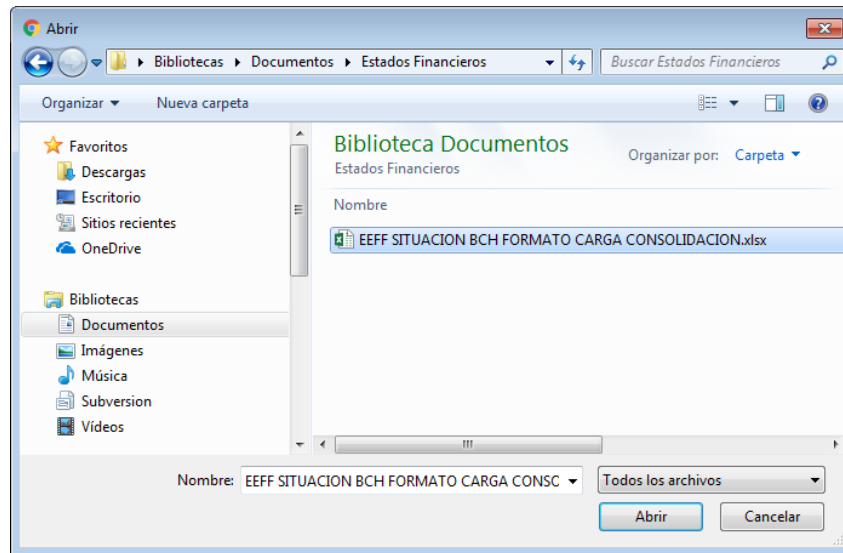 Abrir
Bibliotecas Documentos Estados Financieros
Buscar Estados Financieros
Organizar
Nueva carpeta
Favoritos
Descargas
Escritorio
Sitios recientes
OneDrive
Bibliotecas
Documentos
Imágenes
Música
Subversion
Vídeos
Biblioteca Documentos
Estados Financieros
Organizar por: Carpeta
Nombre
EEFF SITUACION BCH FORMATO CARGA CONSOLIDACION.xlsx
Nombre: EEFF SITUACION BCH FORMATO CARGA CONSC
Todos los archivos
Abrir
Cancelar